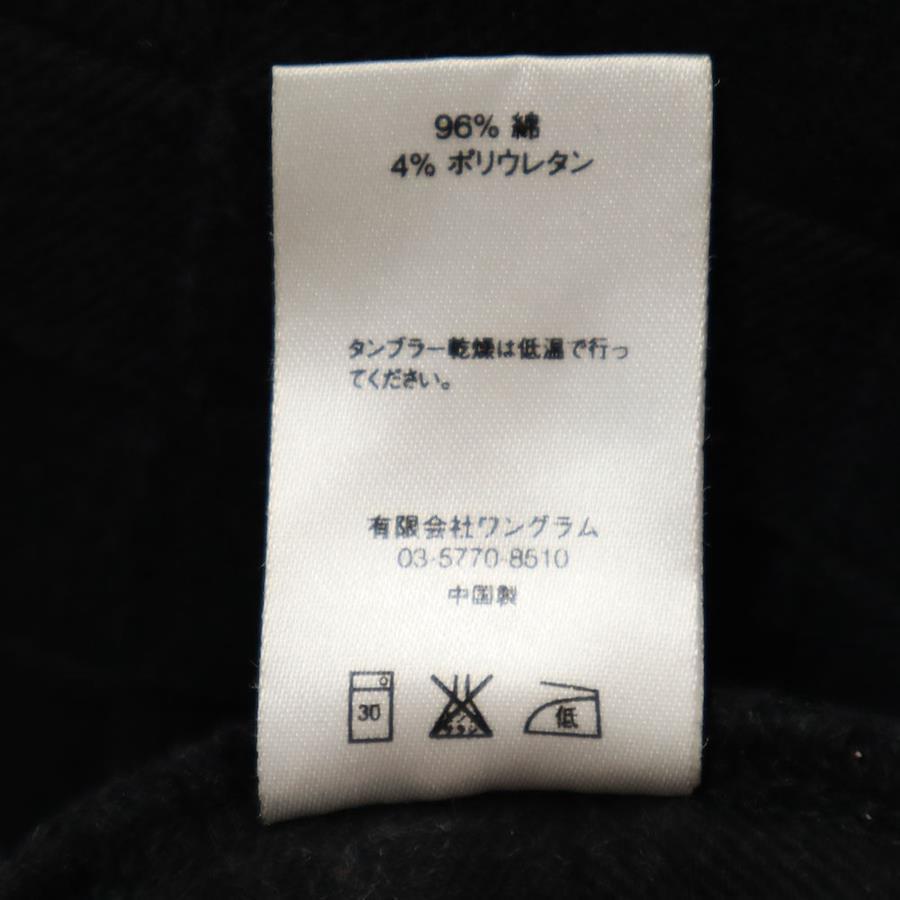 96% 綿
4% ポリウレタン
タンブラー乾燥は低温で行っ
てください。
有限会社ワングラム
03-5770-8510
中国製
30
低